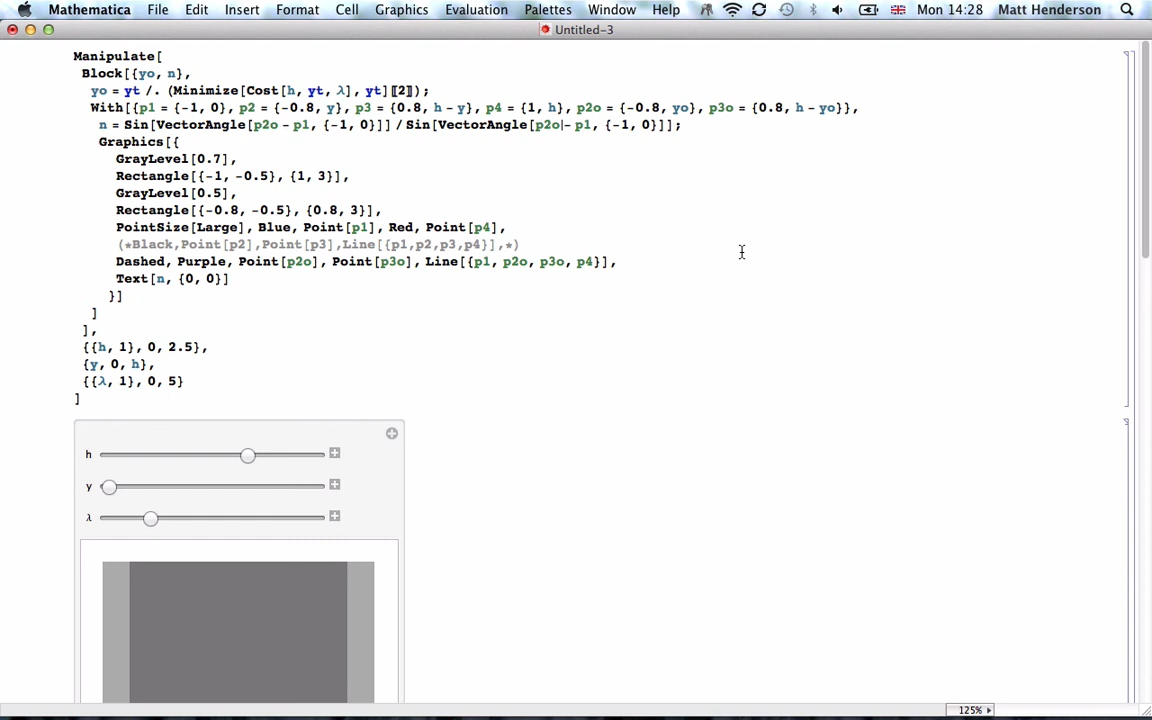 Mathematica File Edit Insert Format Cell Graphics Evaluation Palettes Window Help Mon 14:28 Matt Henderson
Untitled-3
Manipulate[
Block[{yo, n},
yo = yt /. (Minimize[Cost[h, yt, λ], yt]〚2〛);
With[{p1 = {-1, 0}, p2 = {-0.8, y}, p3 = {0.8, h - y}, p4 = {1, h}, p2o = {-0.8, yo}, p3o = {0.8, h - yo}},
n = Sin[VectorAngle[p2o - p1, {-1, 0}]] / Sin[VectorAngle[p2o - p1, {-1, 0}]];
Graphics[{
GrayLevel[0.7],
Rectangle[{-1, -0.5}, {1, 3}],
GrayLevel[0.5],
Rectangle[{-0.8, -0.5}, {0.8, 3}],
PointSize[Large], Blue, Point[p1], Red, Point[p4],
(*Black,Point[p2],Point[p3],Line[{p1,p2,p3,p4}],*)
Dashed, Purple, Point[p2o], Point[p3o], Line[{p1, p2o, p3o, p4}],
Text[n, {0, 0}]
}]
]
],
{{h, 1}, 0, 2.5},
{y, 0, h},
{{λ, 1}, 0, 5}
]
h
y
λ
125%